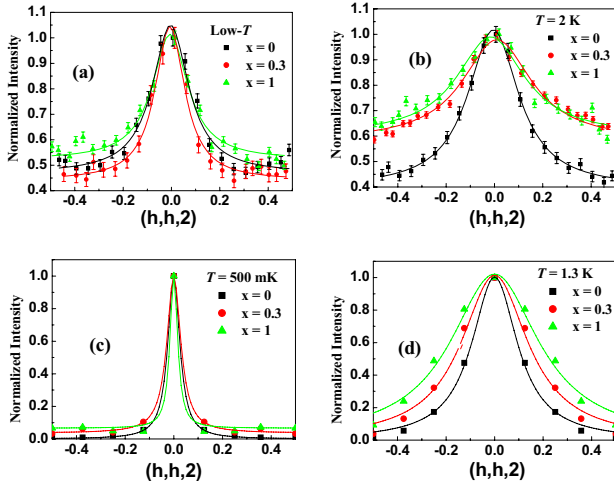 Low-T
x = 0
x = 0.3
x = 1
(a)
Normalized Intensity
1.1
1.0
0.9
0.8
0.7
0.6
0.5
0.4
-0.4 -0.2 0.0 0.2 0.4
(h,h,2)
T = 2 K
x = 0
x = 0.3
x = 1
(b)
Normalized Intensity
1.1
1.0
0.9
0.8
0.7
0.6
0.5
0.4
-0.4 -0.2 0.0 0.2 0.4
(h,h,2)
T = 500 mK
x = 0
x = 0.3
x = 1
(c)
Normalized Intensity
1.0
0.8
0.6
0.4
0.2
0.0
-0.4 -0.2 0.0 0.2 0.4
(h,h,2)
T = 1.3 K
x = 0
x = 0.3
x = 1
(d)
Normalized Intensity
1.0
0.8
0.6
0.4
0.2
0.0
-0.4 -0.2 0.0 0.2 0.4
(h,h,2)